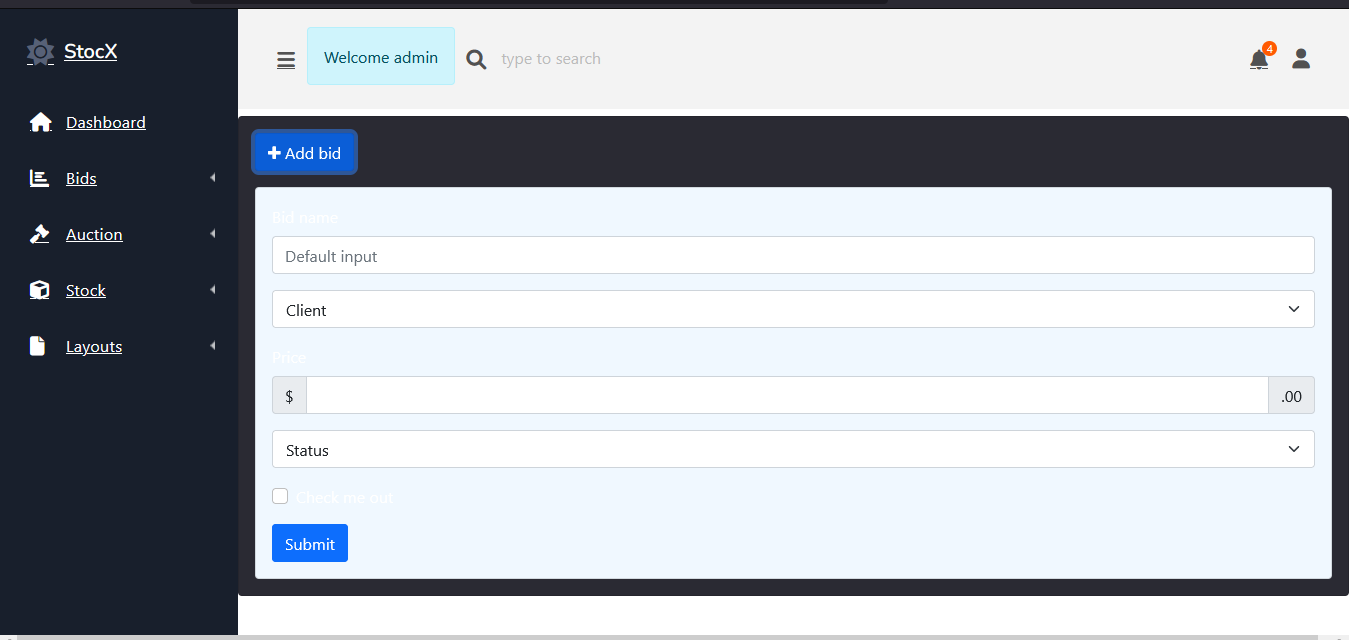 StocX
Welcome admin
type to search
4
Dashboard
Bids
Auction
Stock
Layouts
Add bid
Bid name
Default input
Client
Price
$ .00
Status
Check me out
Submit